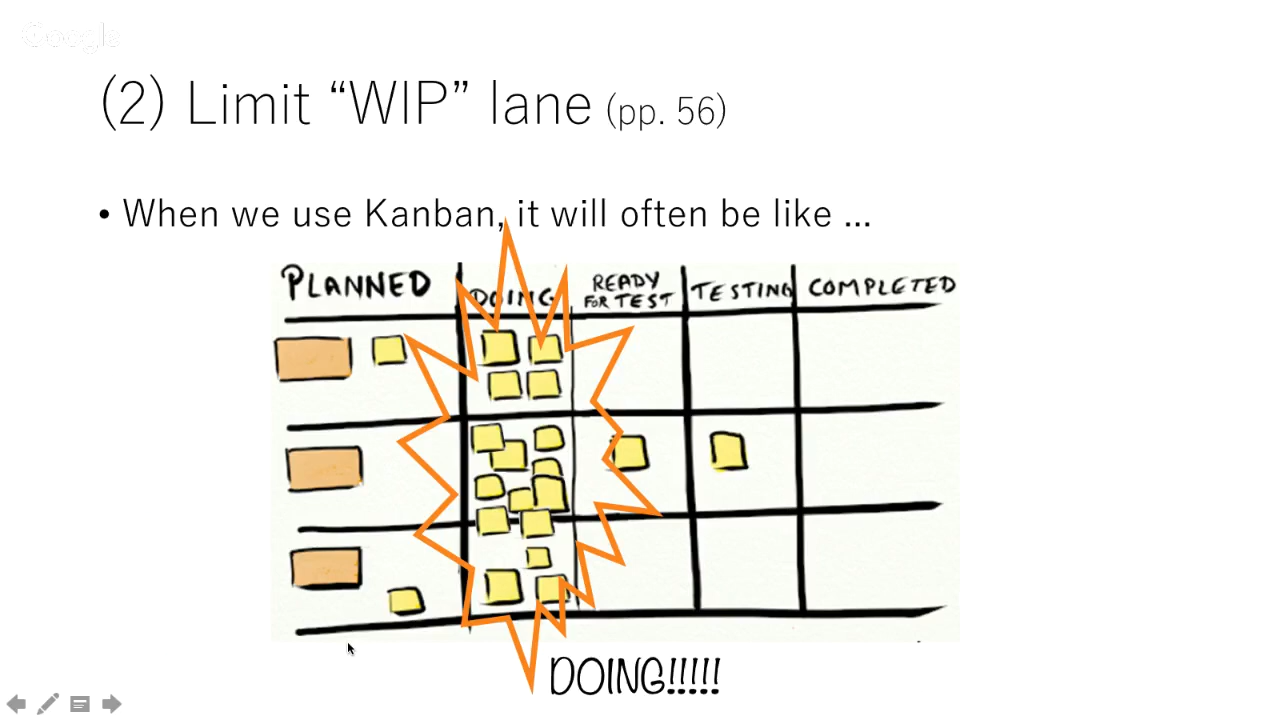 Google
(2) Limit “WIP” lane (pp. 56)
• When we use Kanban, it will often be like ...
PLANNED DOING READY FOR TEST TESTING COMPLETED
DOING!!!!!